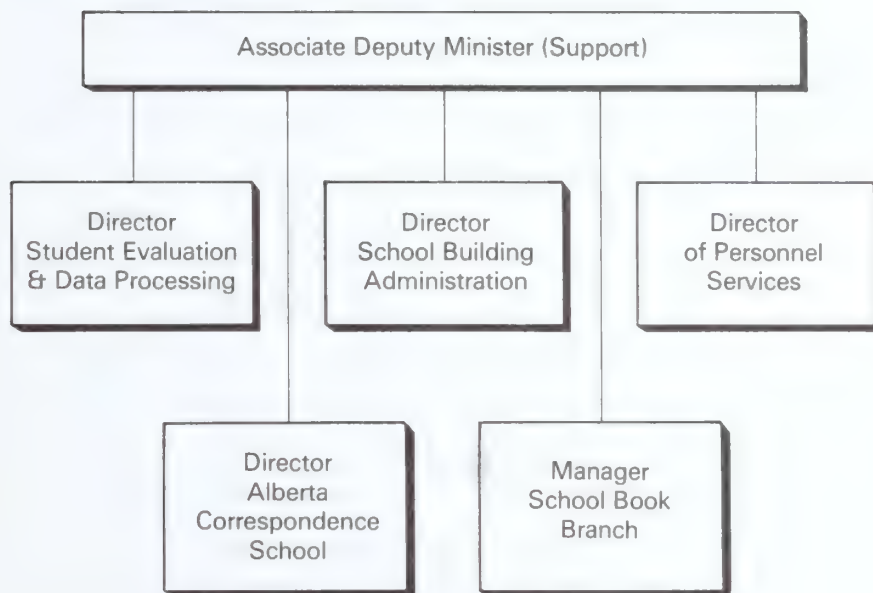 Associate Deputy Minister (Support)
Director
Student Evaluation
& Data Processing
Director
School Building
Administration
Director
of Personnel
Services
Director
Alberta
Correspondence
School
Manager
School Book
Branch